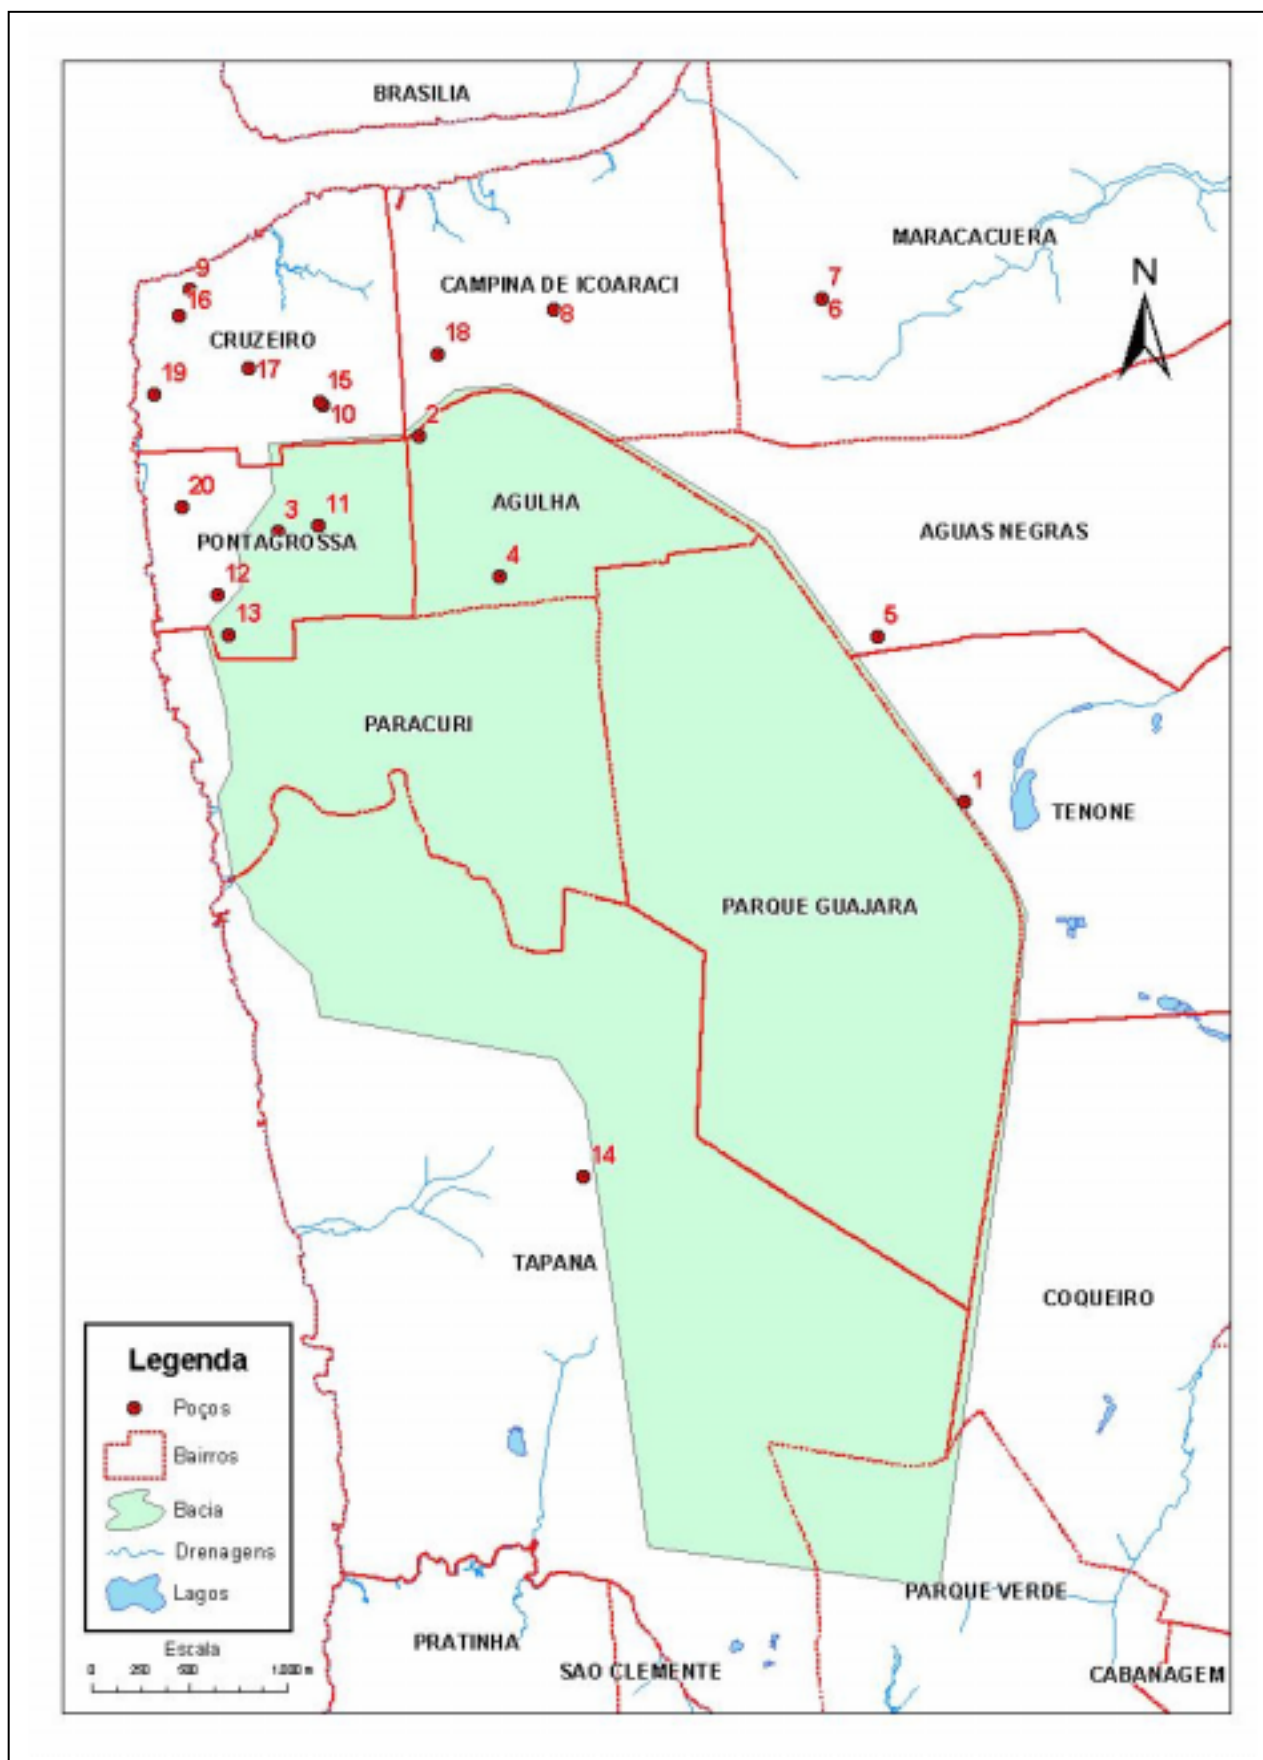 BRASILIA
MARACACUERA
N
9
7
CAMPINA DE ICOARACI
16
8
6
CRUZEIRO
18
17
19
15
10
2
20
3
11
AGULHA
AGUAS NEGRAS
PONTAGROSSA
4
12
13
5
PARACURI
1
TENONE
PARQUE GUAJARA
14
TAPANA
COQUEIRO
Legenda
Poços
Bairros
Bacia
Drenagens
Lagos
Escala
0 250 500 1.000 m
PARQUE VERDE
PRATINHA
SAO CLEMENTE
CABANAGEM